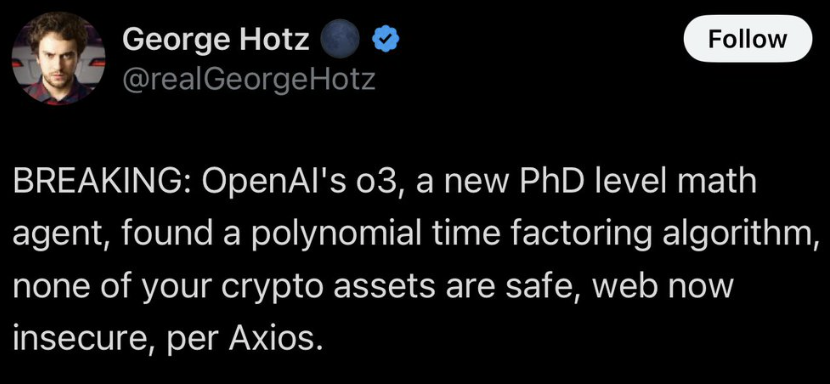 George Hotz 🌑
Follow
@realGeorgeHotz
BREAKING: OpenAI's o3, a new PhD level math
agent, found a polynomial time factoring algorithm,
none of your crypto assets are safe, web now
insecure, per Axios.